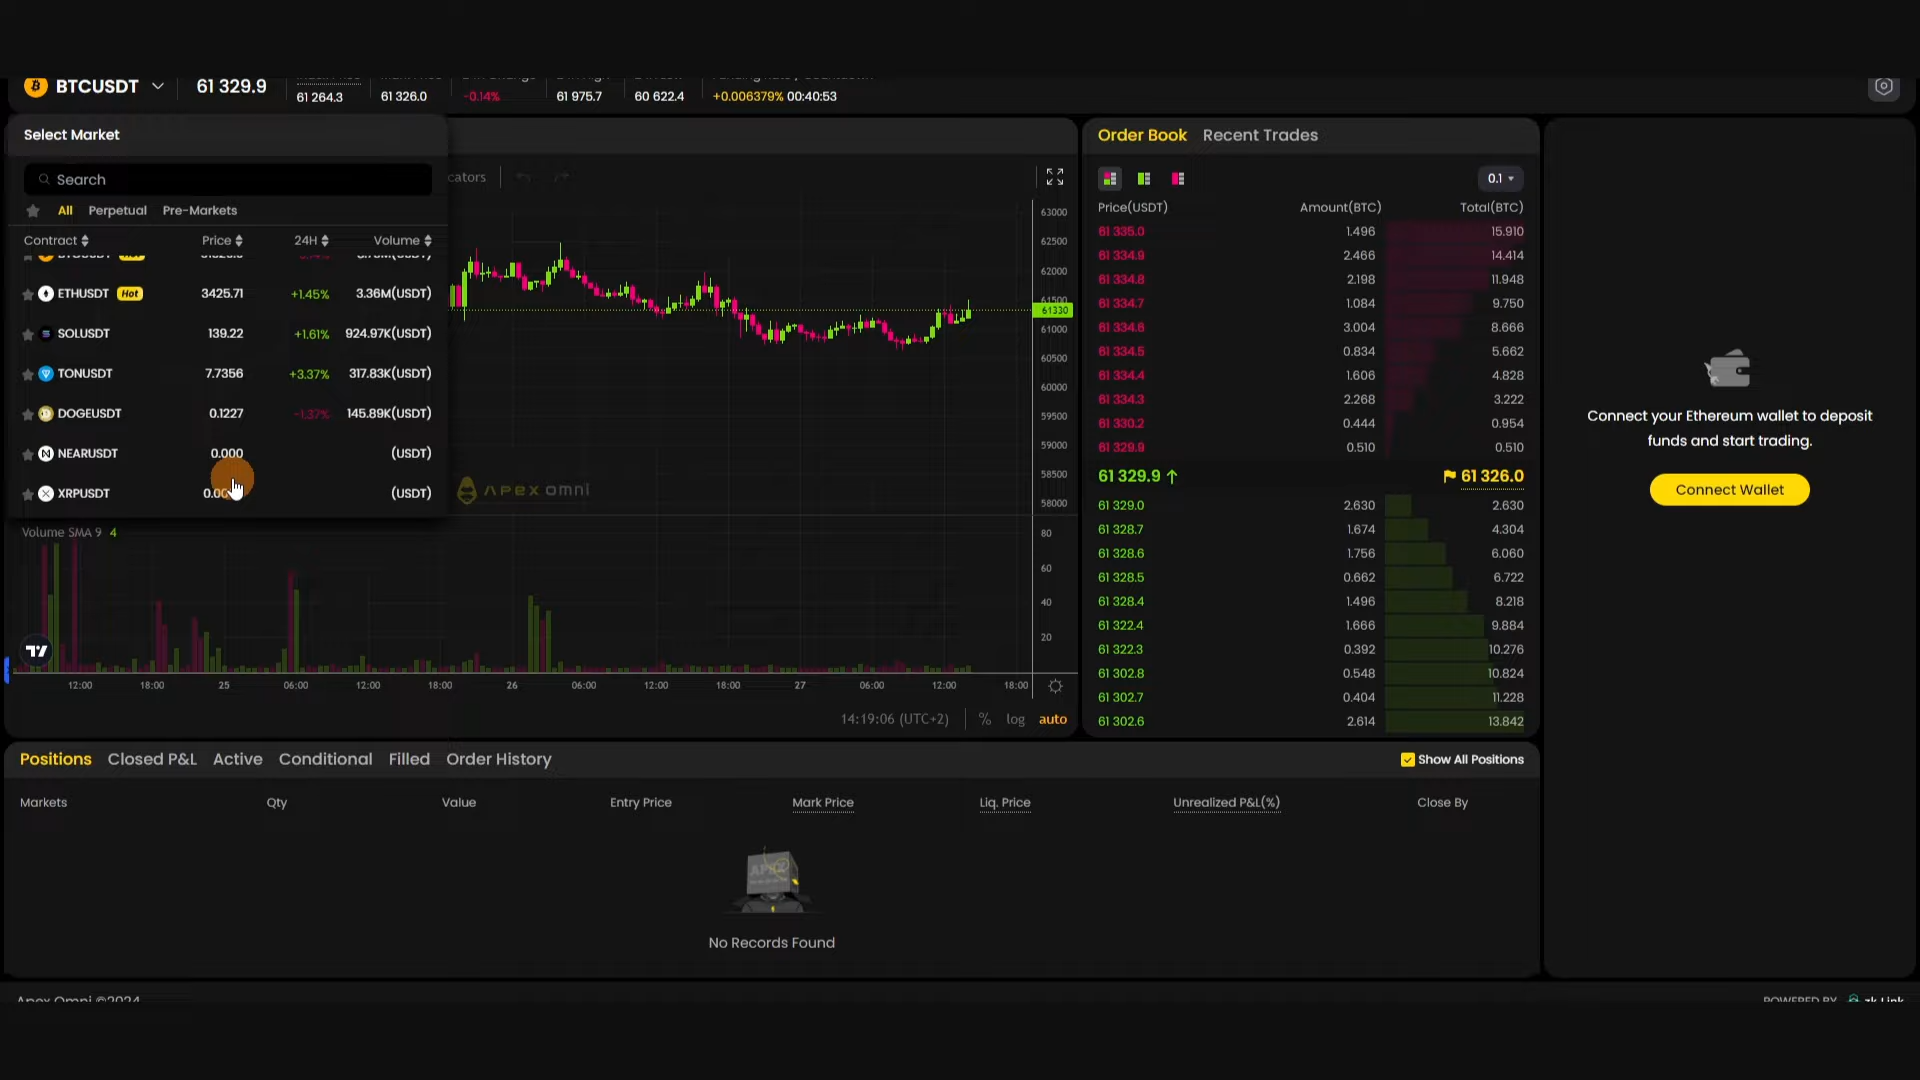 BTCUSDT
61 329.9
61 264.3
61 326.0
-0.14%
61 975.7
60 622.4
+0.006379% 00:40:53
Select Market
Search
All Perpetual Pre-Markets
Contract Price 24H Volume
ETHUSDT Hot 3425.71 +1.45% 3.36M(USDT)
SOLUSDT 139.22 +1.61% 924.97K(USDT)
TONUSDT 7.7356 +3.37% 317.83K(USDT)
DOGEUSDT 0.1227 -1.37% 145.89K(USDT)
NEARUSDT 0.000 (USDT)
XRPUSDT (USDT)
cators
63000
62500
62000
61500
61330
61000
60500
60000
59500
59000
58500
58000
APEX omni
Volume SMA 9 4
80
60
40
20
12:00 18:00 25 06:00 12:00 18:00 26 06:00 12:00 18:00 27 06:00 12:00 18:00
14:19:06 (UTC+2) % log auto
Order Book Recent Trades
0.1
Price(USDT) Amount(BTC) Total(BTC)
61 335.0 1.496 15.910
61 334.9 2.466 14.414
61 334.8 2.198 11.948
61 334.7 1.084 9.750
61 334.6 3.004 8.666
61 334.5 0.834 5.662
61 334.4 1.606 4.828
61 334.3 2.268 3.222
61 330.2 0.444 0.954
61 329.9 0.510 0.510
61 329.9 61 326.0
61 329.0 2.630 2.630
61 328.7 1.674 4.304
61 328.6 1.756 6.060
61 328.5 0.662 6.722
61 328.4 1.496 8.218
61 322.4 1.666 9.884
61 322.3 0.392 10.276
61 302.8 0.548 10.824
61 302.7 0.404 11.228
61 302.6 2.614 13.842
Connect your Ethereum wallet to deposit
funds and start trading.
Connect Wallet
Positions Closed P&L Active Conditional Filled Order History
Show All Positions
Markets Qty Value Entry Price Mark Price Liq. Price Unrealized P&L(%) Close By
APEX
No Records Found
Apex Omni ©2024
POWERED BY zk Link